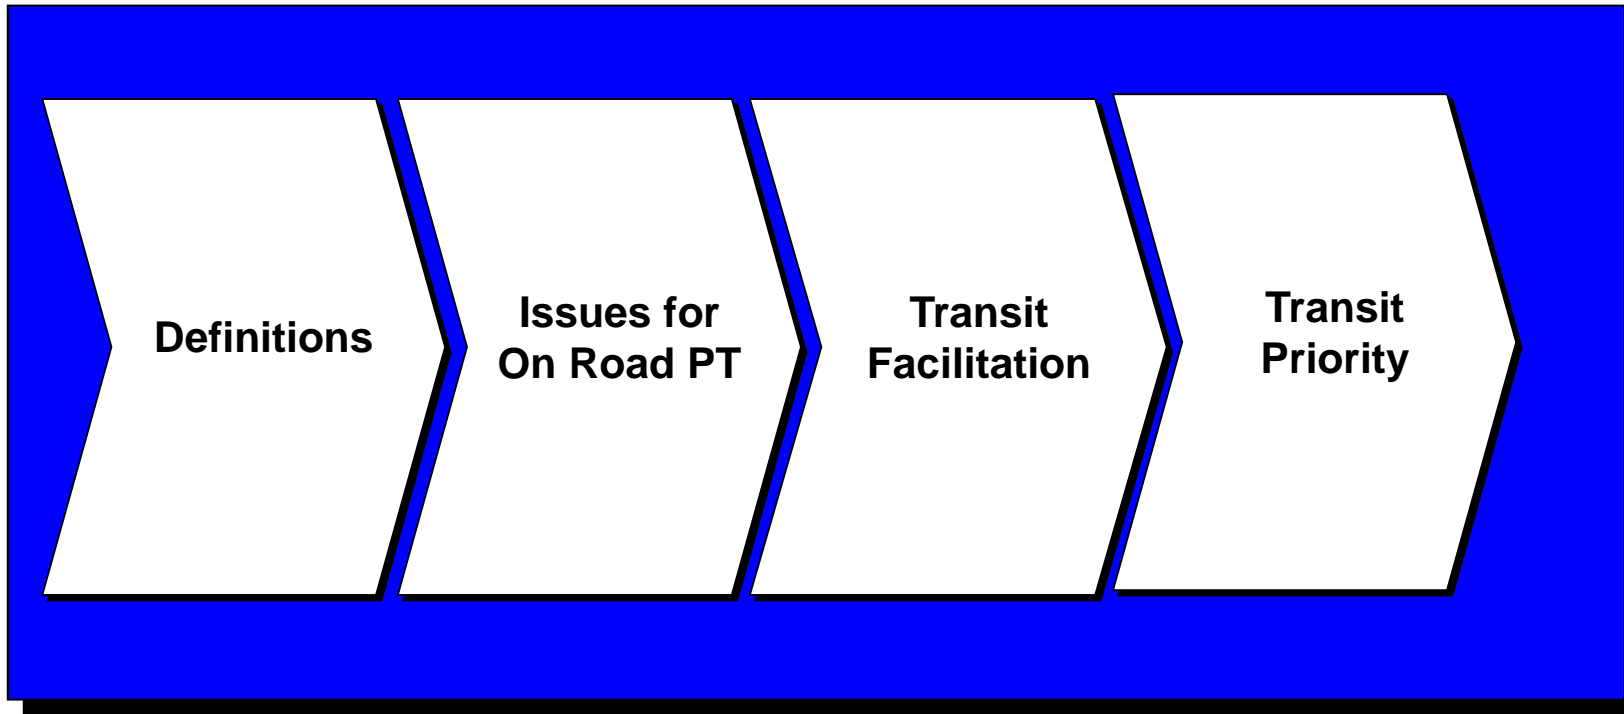 Definitions
Issues for
On Road PT
Transit
Facilitation
Transit
Priority